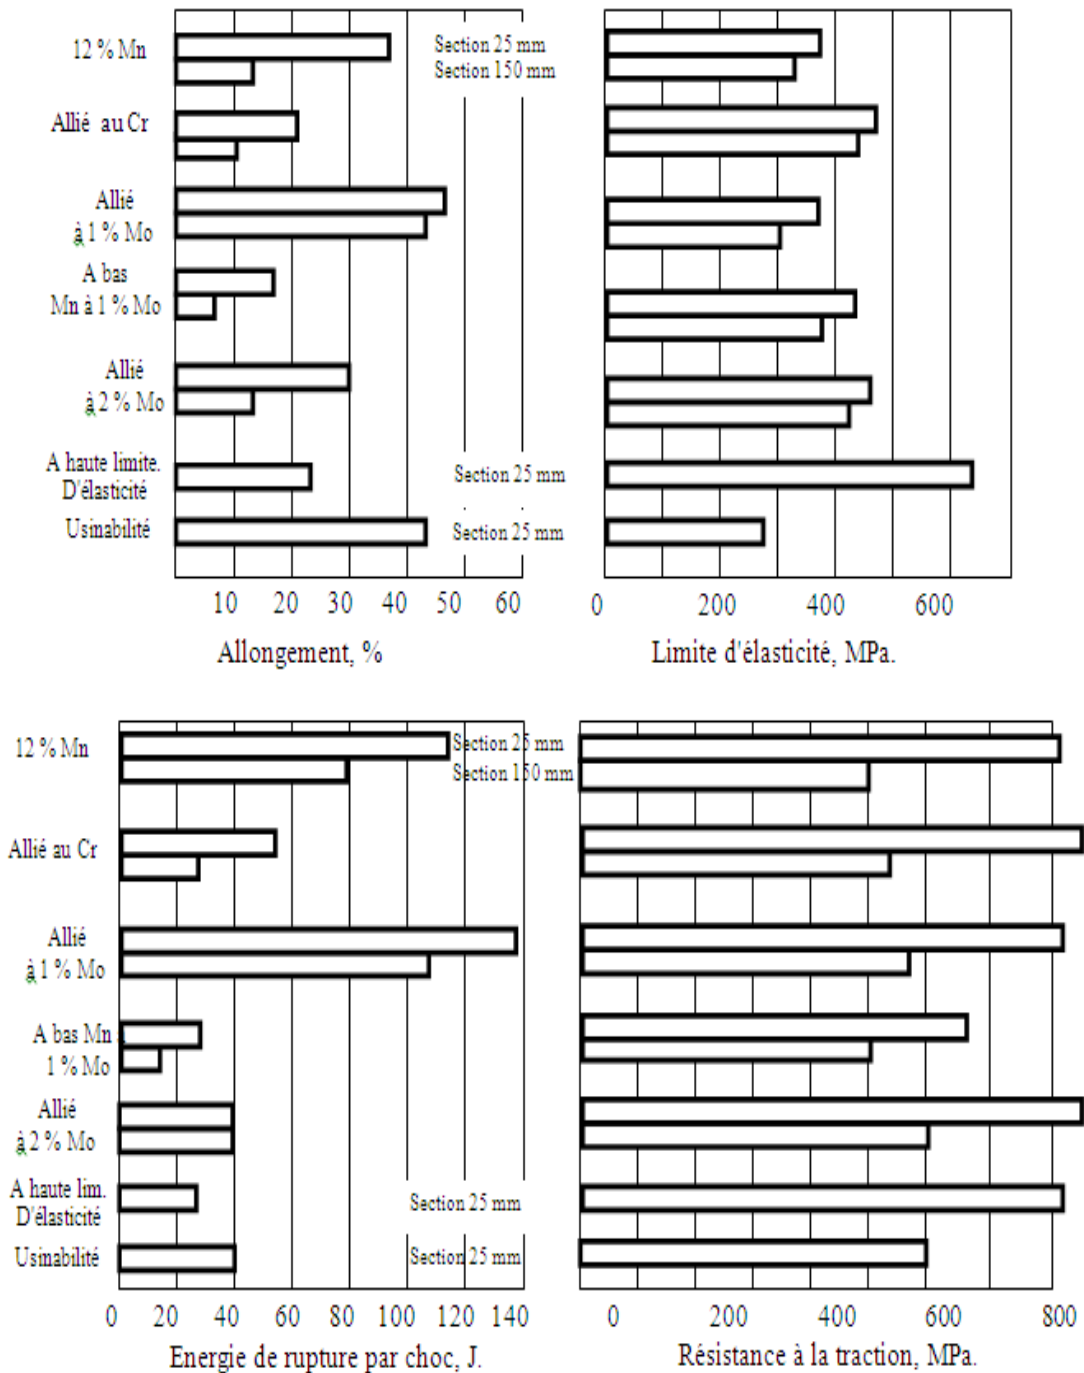 12 % Mn
Section 25 mm
Section 150 mm
Allié au Cr
Allié
à 1 % Mo
A bas
Mn à 1 % Mo
Allié
à 2 % Mo
A haute limite.
D'élasticité
Section 25 mm
Usinabilité
Section 25 mm
10 20 30 40 50 60
Allongement, %
0 200 400 600
Limite d'élasticité, MPa.
12 % Mn
Section 25 mm
Section 150 mm
Allié au Cr
Allié
à 1 % Mo
A bas Mn
1 % Mo
Allié
à 2 % Mo
A haute lim.
D'élasticité
Section 25 mm
Usinabilité
Section 25 mm
0 20 40 60 80 100 120 140
Energie de rupture par choc, J.
0 200 400 600 800
Résistance à la traction, MPa.